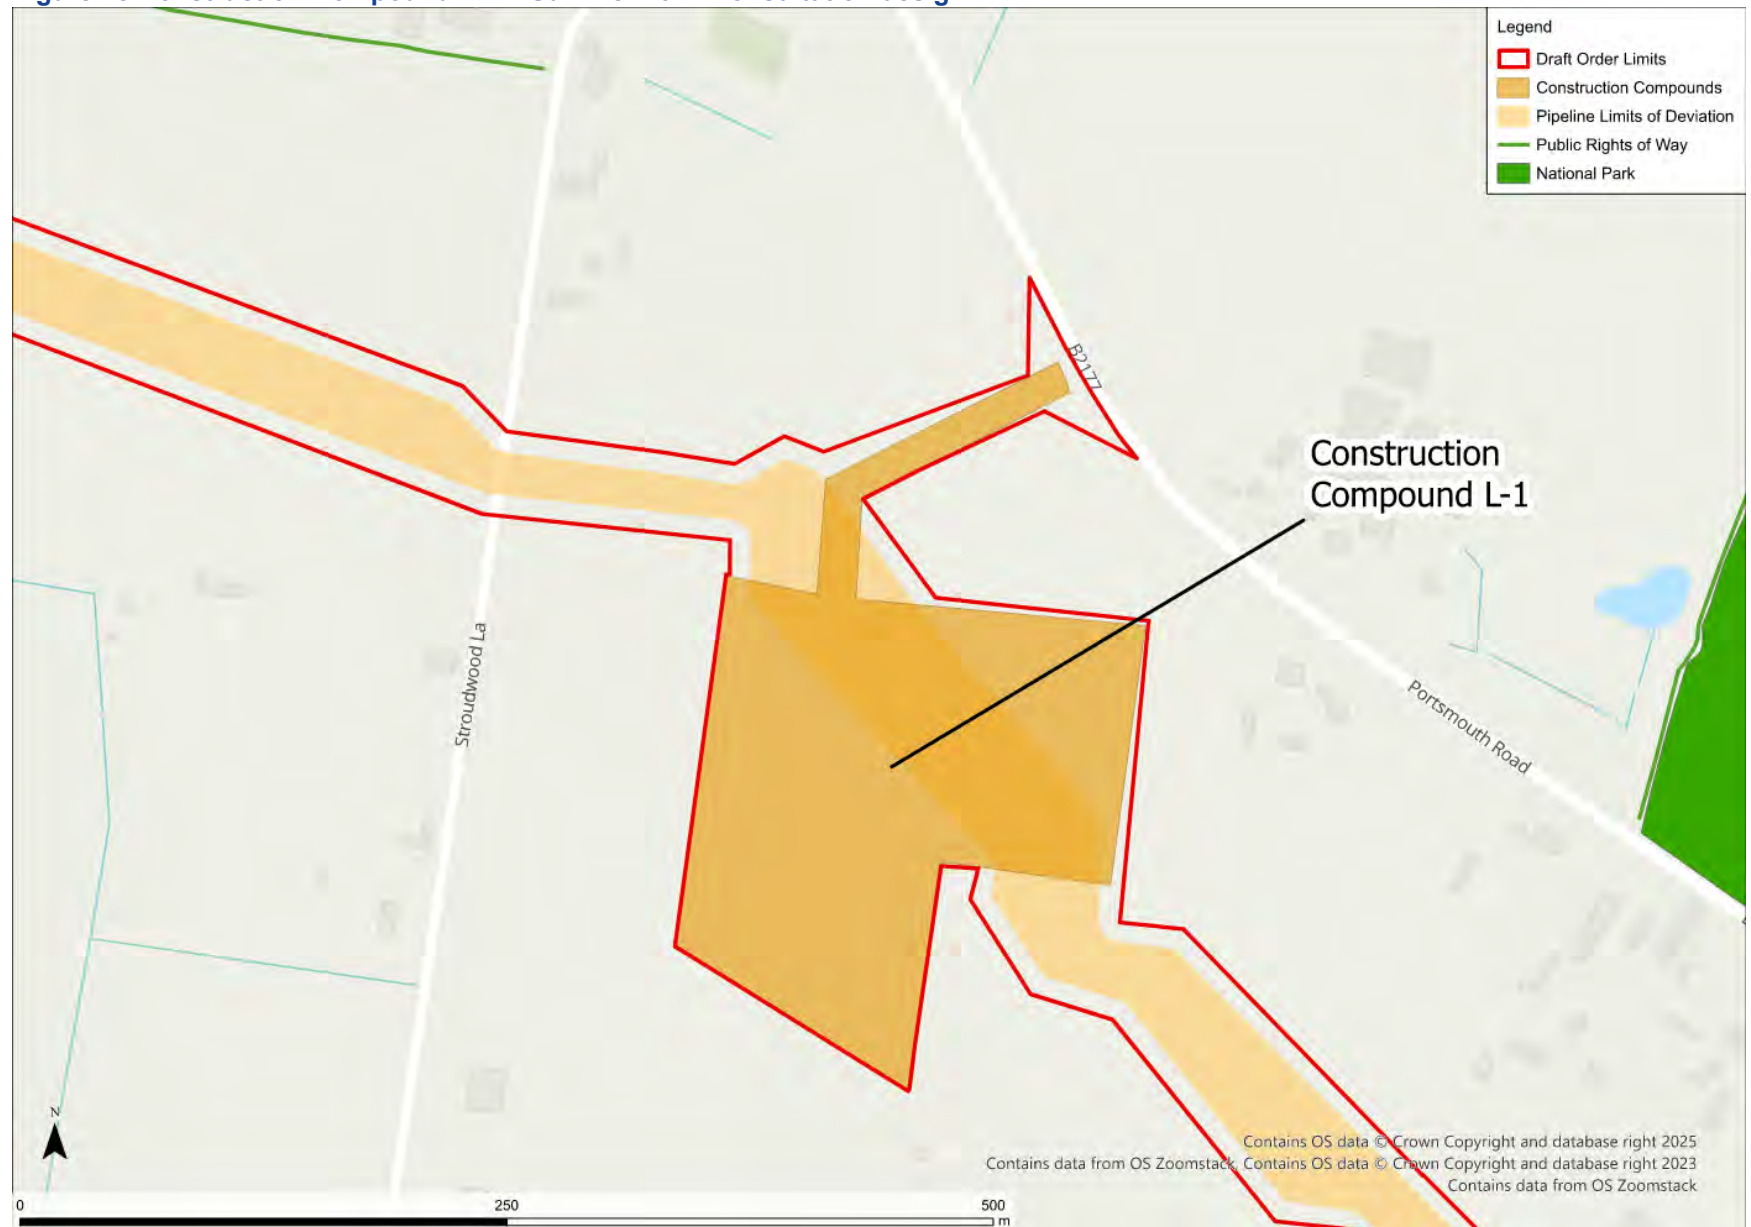 Legend
Draft Order Limits
Construction Compounds
Pipeline Limits of Deviation
Public Rights of Way
National Park
B2177
Construction
Compound L-1
Stroudwood La
Portsmouth Road
N
Contains OS data © Crown Copyright and database right 2025
Contains data from OS Zoomstack, Contains OS data © Crown Copyright and database right 2023
Contains data from OS Zoomstack
0 250 500
m